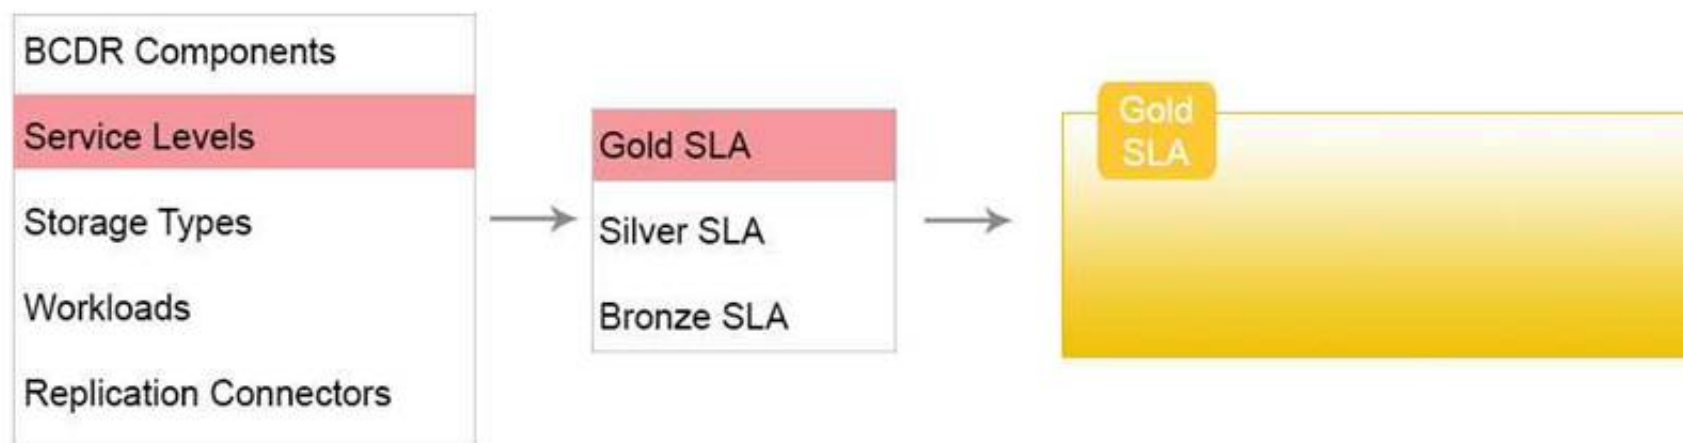 BCDR Components
Service Levels
Storage Types
Workloads
Replication Connectors
Gold SLA
Silver SLA
Bronze SLA
Gold
SLA